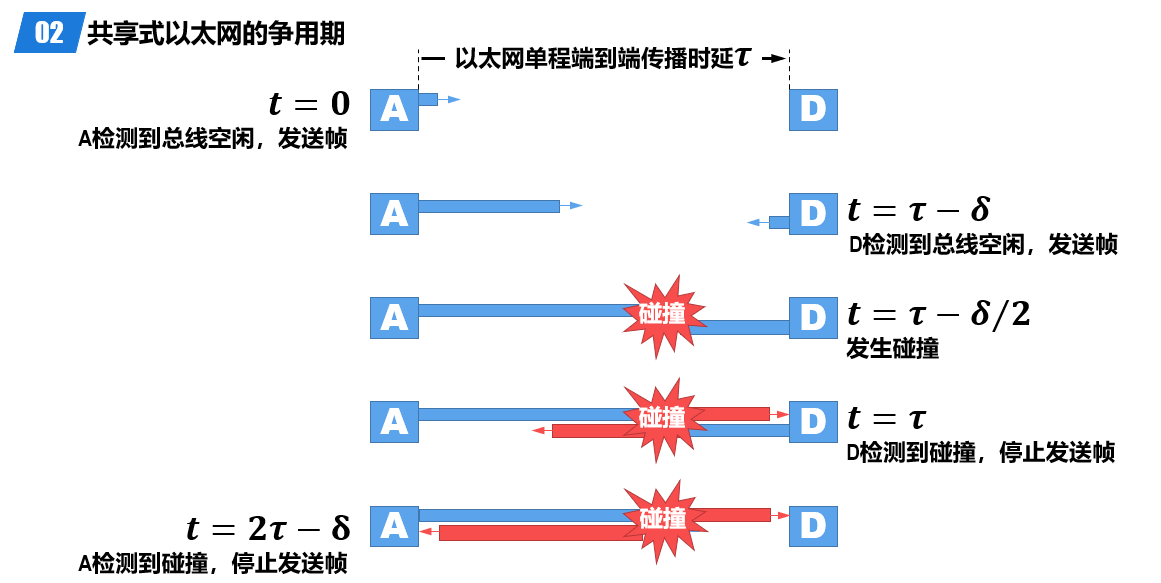 02 共享式以太网的争用期
以太网单程端到端传播时延τ
t = 0
A检测到总线空闲，发送帧
A
D
A
D
t = τ − δ
D检测到总线空闲，发送帧
A
碰撞
D
t = τ − δ/2
发生碰撞
A
碰撞
D
t = τ
D检测到碰撞，停止发送帧
t = 2τ − δ
A检测到碰撞，停止发送帧
A
碰撞
D